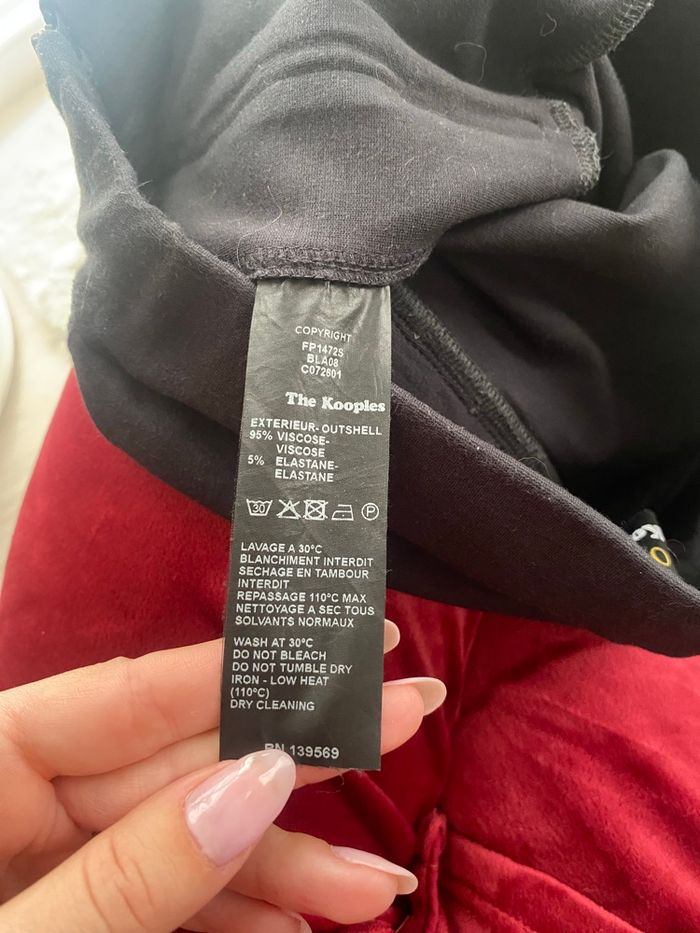 COPYRIGHT
FP1472S
BLA08
C072601
The Kooples
EXTERIEUR- OUTSHELL
95% VISCOSE-
VISCOSE
5% ELASTANE-
ELASTANE
30 P
LAVAGE A 30°C
BLANCHIMENT INTERDIT
SECHAGE EN TAMBOUR
INTERDIT
REPASSAGE 110°C MAX
NETTOYAGE A SEC TOUS
SOLVANTS NORMAUX
WASH AT 30°C
DO NOT BLEACH
DO NOT TUMBLE DRY
IRON - LOW HEAT
(110°C)
DRY CLEANING
RN 139569